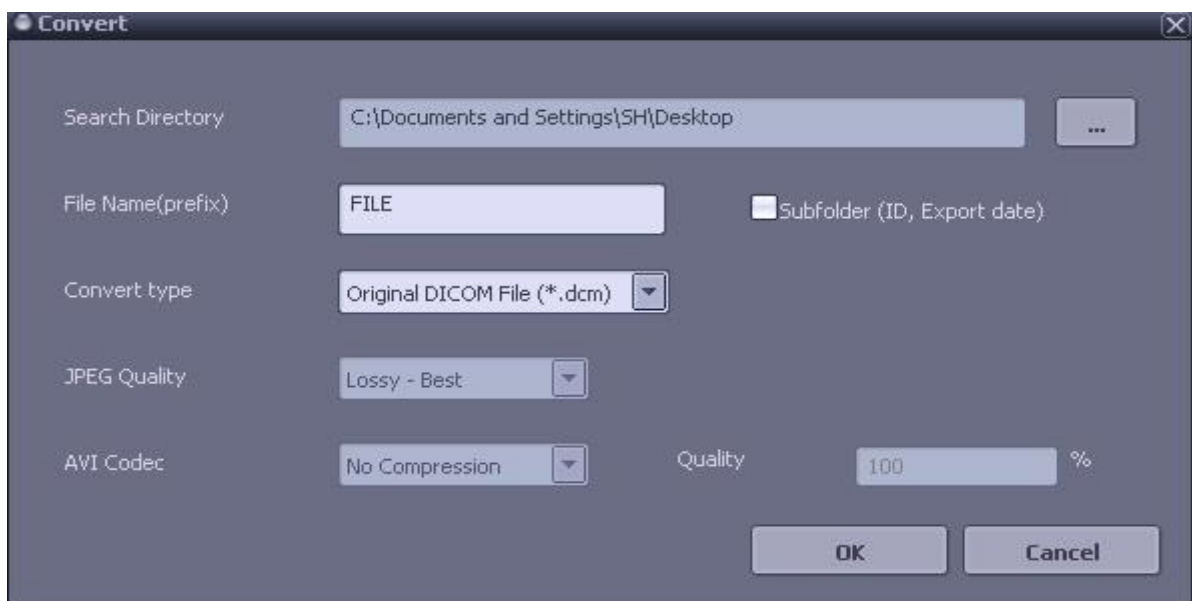 Convert
Search Directory C:\Documents and Settings\SH\Desktop ...
File Name(prefix) FILE Subfolder (ID, Export date)
Convert type Original DICOM File (*.dcm)
JPEG Quality Lossy - Best
AVI Codec No Compression Quality 100 %
OK Cancel